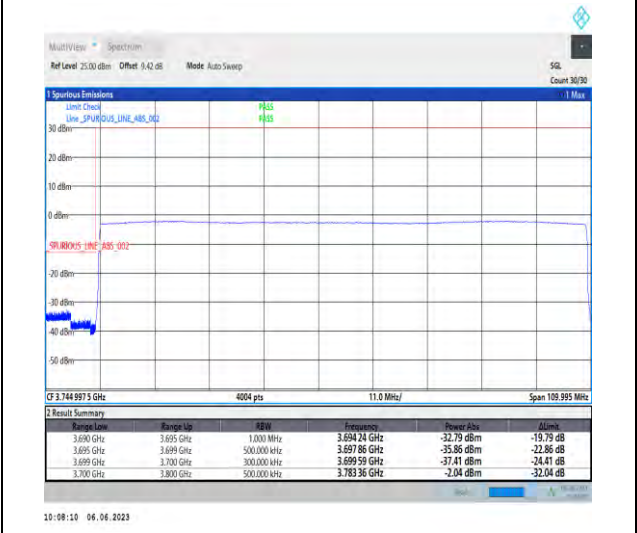 MultiView Spectrum
Ref Level 25.00 dBm Offset 9.42 dB Mode Auto Sweep SGL
Count 30/30
1 Spurious Emissions 1 Max
Limit Check PASS
Line _SPURIOUS_LINE_ABS_002 PASS
30 dBm
20 dBm
10 dBm
0 dBm
_SPURIOUS_LINE_ABS_002
-20 dBm
-30 dBm
-40 dBm
-50 dBm
CF 3.744 997 5 GHz 4004 pts 11.0 MHz/ Span 109.995 MHz
2 Result Summary
Range Low Range Up RBW Frequency Power Abs ΔLimit
3.690 GHz 3.695 GHz 1.000 MHz 3.694 24 GHz -32.79 dBm -19.79 dB
3.695 GHz 3.699 GHz 500.000 kHz 3.697 86 GHz -35.86 dBm -22.86 dB
3.699 GHz 3.700 GHz 300.000 kHz 3.699 59 GHz -37.41 dBm -24.41 dB
3.700 GHz 3.800 GHz 500.000 kHz 3.783 36 GHz -2.04 dBm -32.04 dB
10:08:10 06.06.2023